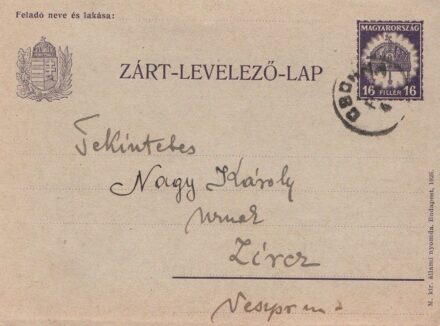 Feladó neve és lakása:
MAGYARORSZÁG
16 FILLÉR 16
ZÁRT-LEVELEZŐ-LAP
Tekintetes
Nagy Károly
urnak
Zircz
Veszprém
M. kir. állami nyomda. Budapest, 1926.